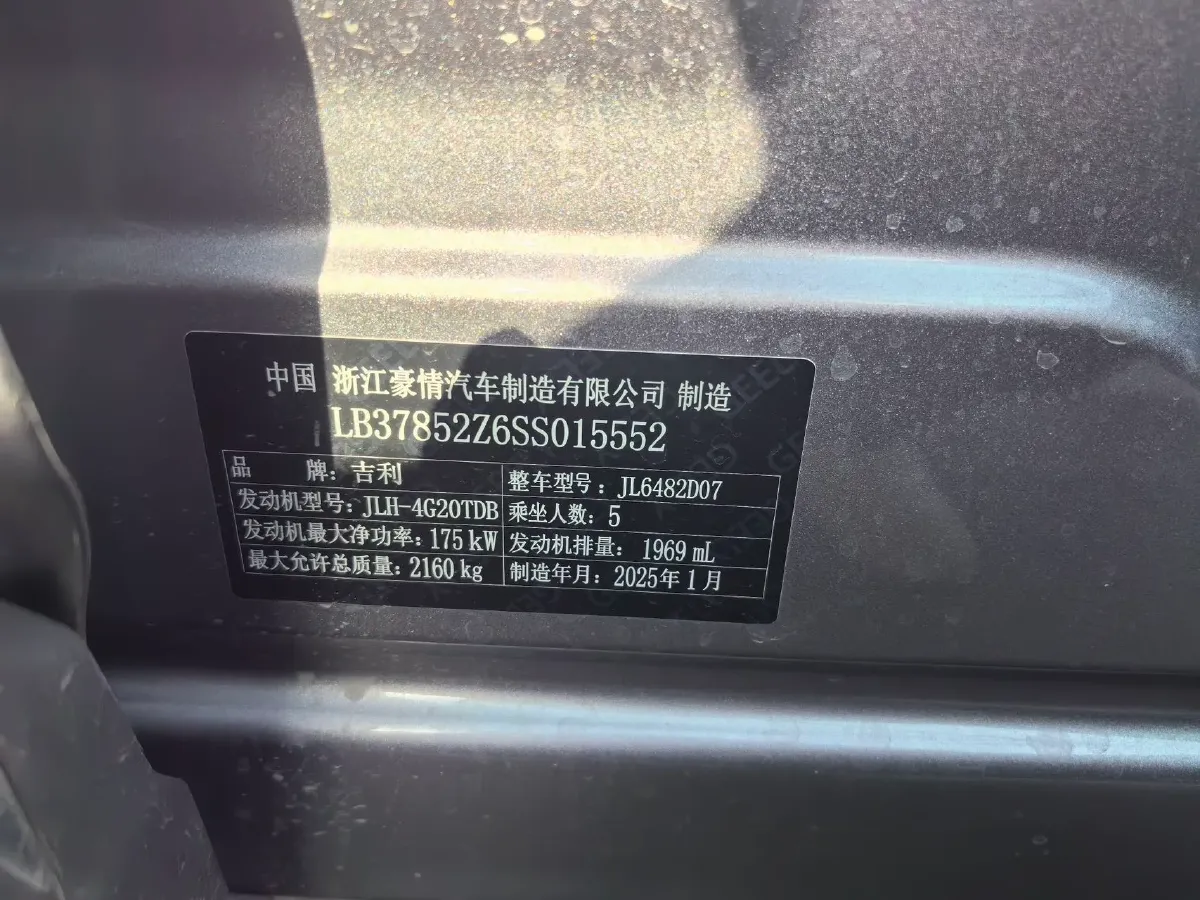 中国 浙江豪情汽车制造有限公司 制造
LB37852Z6SS015552
品 牌：吉利 整车型号：JL6482D07
发动机型号：JLH-4G20TDB 乘坐人数：5
发动机最大净功率：175 kW 发动机排量：1969 mL
最大允许总质量：2160 kg 制造年月：2025年1月